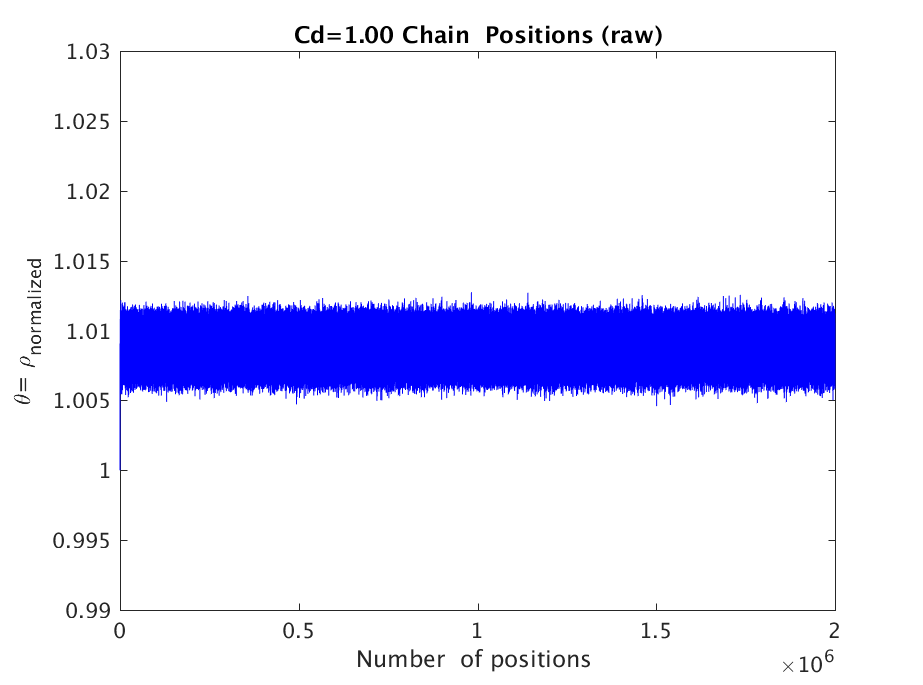 Cd=1.00 Chain  Positions (raw)
1.03
1.025
1.02
1.015
1.01
1.005
1
0.995
0.99
θ= ρnormalized
0 0.5 1 1.5 2
×10^6
Number  of positions